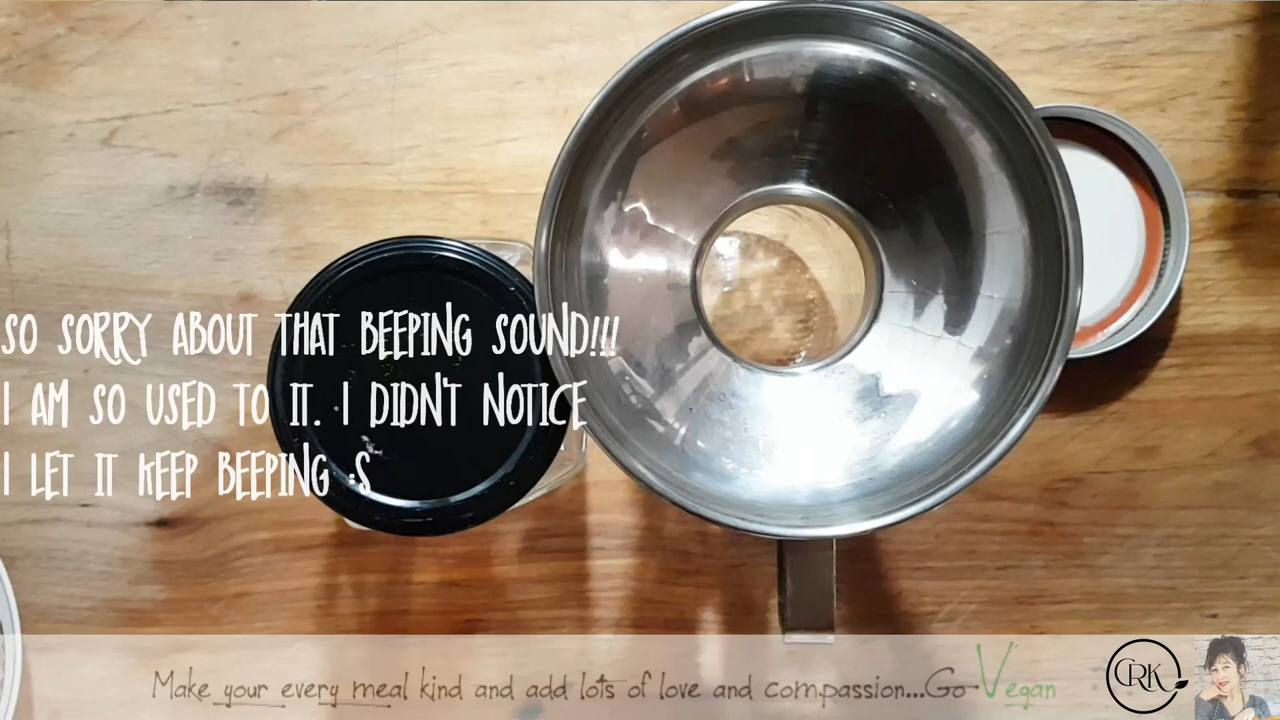 SO SORRY ABOUT THAT BEEPING SOUND!!!
I AM SO USED TO IT. I DIDN'T NOTICE
I LET IT KEEP BEEPING :S
Make your every meal kind and add lots of love and compassion...Go Vegan
CRK